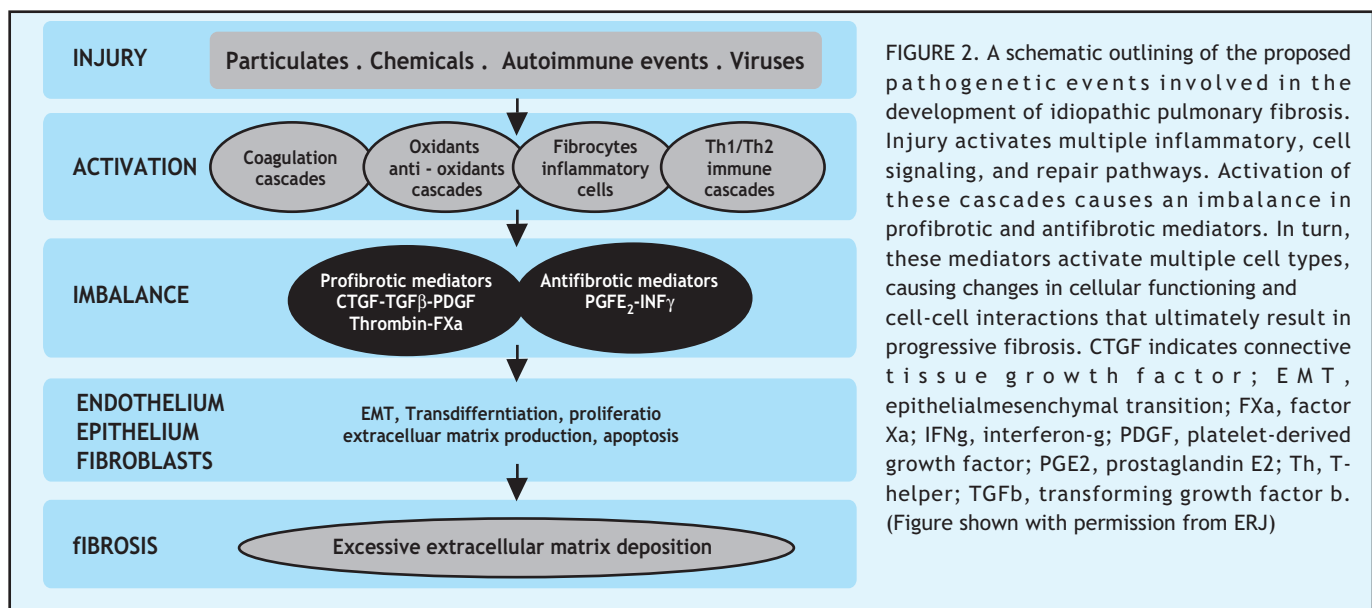 INJURY
Particulates . Chemicals . Autoimmune events . Viruses
ACTIVATION
Coagulation
cascades
Oxidants
anti - oxidants
cascades
Fibrocytes
inflammatory
cells
Th1/Th2
immune
cascades
IMBALANCE
Profibrotic mediators
CTGF-TGFβ-PDGF
Thrombin-FXa
Antifibrotic mediators
PGFE₂-INFγ
ENDOTHELIUM
EPITHELIUM
FIBROBLASTS
EMT, Transdifferntiation, proliferatio
extracelluar matrix production, apoptosis
fIBROSIS
Excessive extracellular matrix deposition
FIGURE 2. A schematic outlining of the proposed
pathogenetic events involved in the
development of idiopathic pulmonary fibrosis.
Injury activates multiple inflammatory, cell
signaling, and repair pathways. Activation of
these cascades causes an imbalance in
profibrotic and antifibrotic mediators. In turn,
these mediators activate multiple cell types,
causing changes in cellular functioning and
cell-cell interactions that ultimately result in
progressive fibrosis. CTGF indicates connective
tissue growth factor; EMT,
epithelialmesenchymal transition; FXa, factor
Xa; IFNg, interferon-g; PDGF, platelet-derived
growth factor; PGE2, prostaglandin E2; Th, T-
helper; TGFb, transforming growth factor b.
(Figure shown with permission from ERJ)